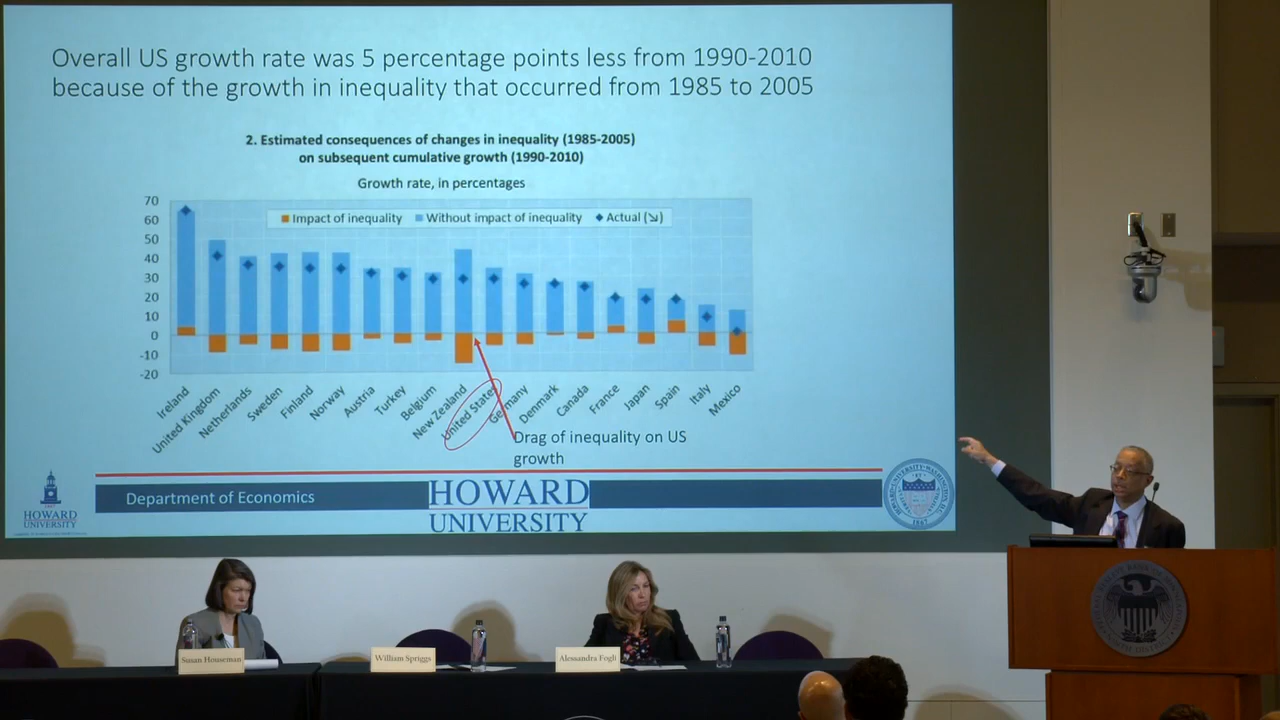 Overall US growth rate was 5 percentage points less from 1990-2010
because of the growth in inequality that occurred from 1985 to 2005
2. Estimated consequences of changes in inequality (1985-2005)
on subsequent cumulative growth (1990-2010)
Growth rate, in percentages
Impact of inequality Without impact of inequality Actual (↘)
70
60
50
40
30
20
10
0
-10
-20
Ireland
United Kingdom
Netherlands
Sweden
Finland
Norway
Austria
Turkey
Belgium
New Zealand
United States
Germany
Denmark
Canada
France
Japan
Spain
Italy
Mexico
Drag of inequality on US
growth
Department of Economics
HOWARD
UNIVERSITY
HOWARD
UNIVERSITY
1867
Susan Houseman
William Spriggs
Alessandra Fogli